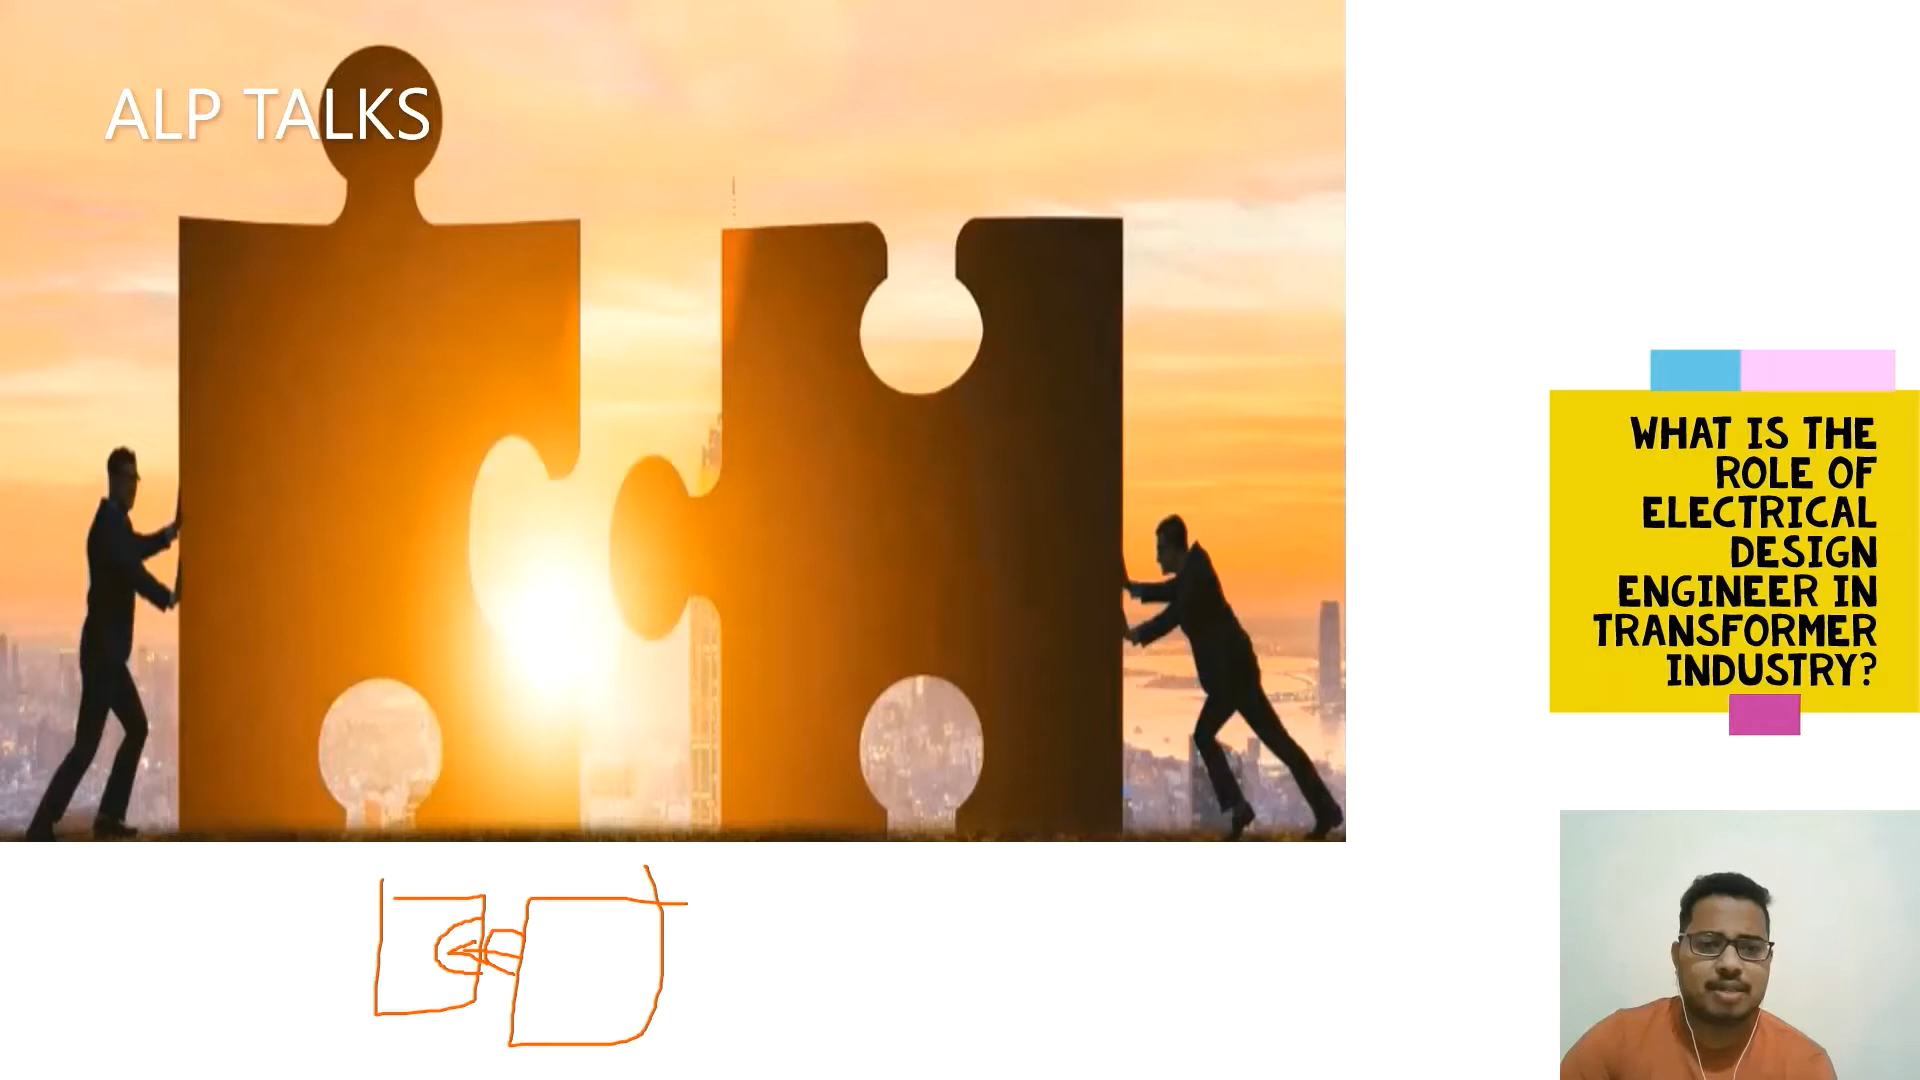 ALP TALKS
WHAT IS THE
ROLE OF
ELECTRICAL
DESIGN
ENGINEER IN
TRANSFORMER
INDUSTRY?